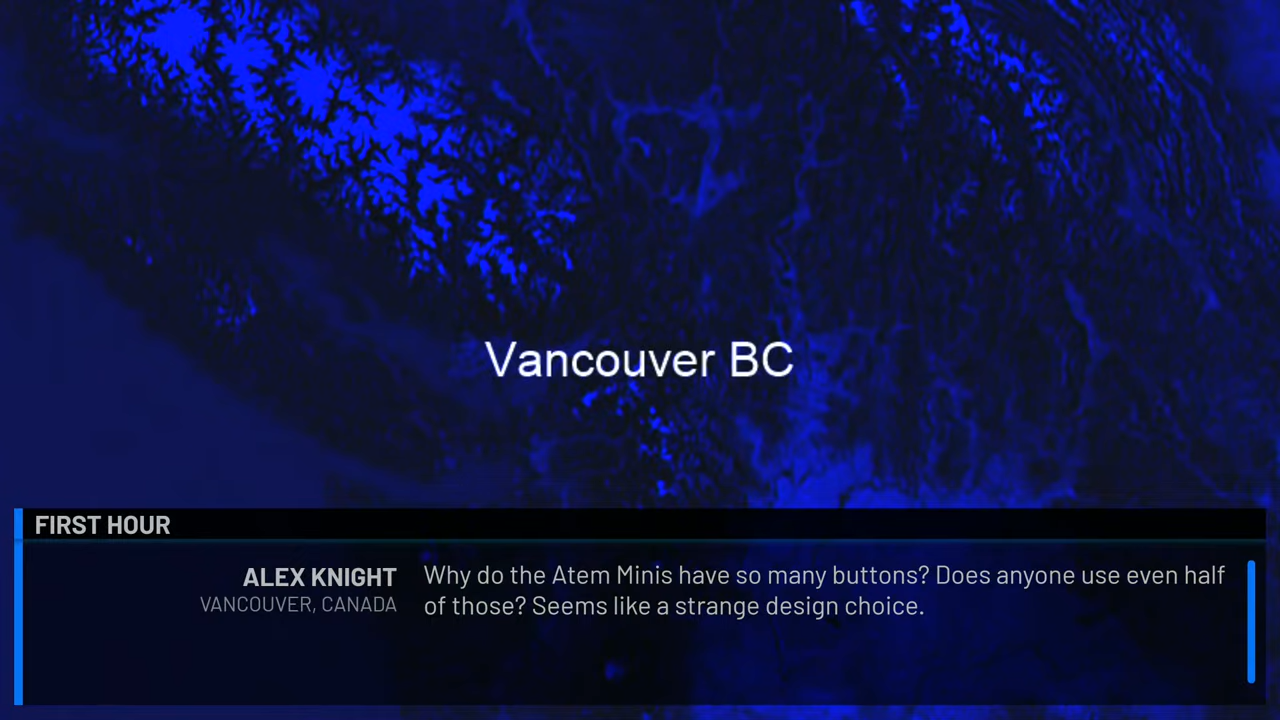 Vancouver BC
FIRST HOUR
ALEX KNIGHT
VANCOUVER, CANADA
Why do the Atem Minis have so many buttons? Does anyone use even half
of those? Seems like a strange design choice.